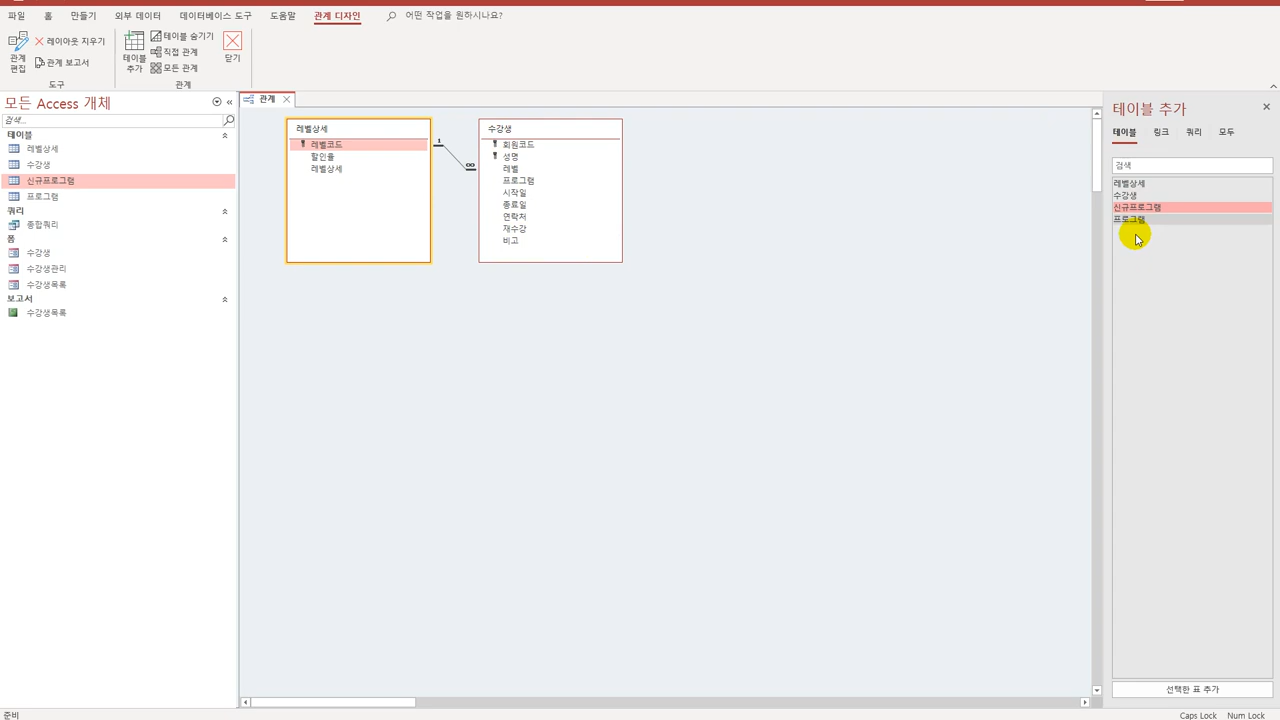 파일 홈 만들기 외부 데이터 데이터베이스 도구 도움말 관계 디자인 어떤 작업을 원하시나요?
관계
편집
레이아웃 지우기
관계 보고서
도구
테이블
추가
테이블 숨기기
직접 관계
모든 관계
닫기
관계
모든 Access 개체
검색...
테이블
레벨상세
수강생
신규프로그램
프로그램
쿼리
종합쿼리
폼
수강생
수강생관리
수강생목록
보고서
수강생목록
관계
레벨상세
레벨코드
할인율
레벨상세
1
∞
수강생
회원코드
성명
레벨
프로그램
시작일
종료일
연락처
재수강
비고
테이블 추가
테이블 링크 쿼리 모두
검색
레벨상세
수강생
신규프로그램
프로그램
선택한 표 추가
준비
Caps Lock Num Lock